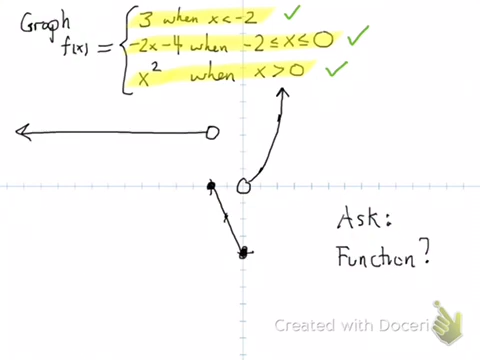 Graph
f(x) = { 3 when x < -2 ✓
-2x-4 when -2 ≤ x ≤ 0 ✓
x² when x > 0 ✓
Ask:
Function?
Created with Doceri